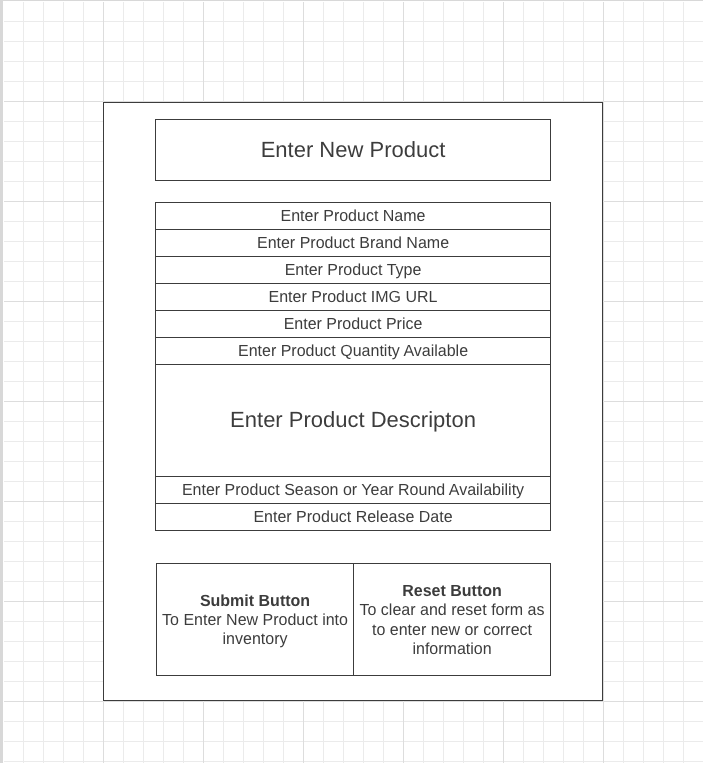 Enter New Product
Enter Product Name
Enter Product Brand Name
Enter Product Type
Enter Product IMG URL
Enter Product Price
Enter Product Quantity Available
Enter Product Descripton
Enter Product Season or Year Round Availability
Enter Product Release Date
Submit Button
To Enter New Product into
inventory
Reset Button
To clear and reset form as
to enter new or correct
information